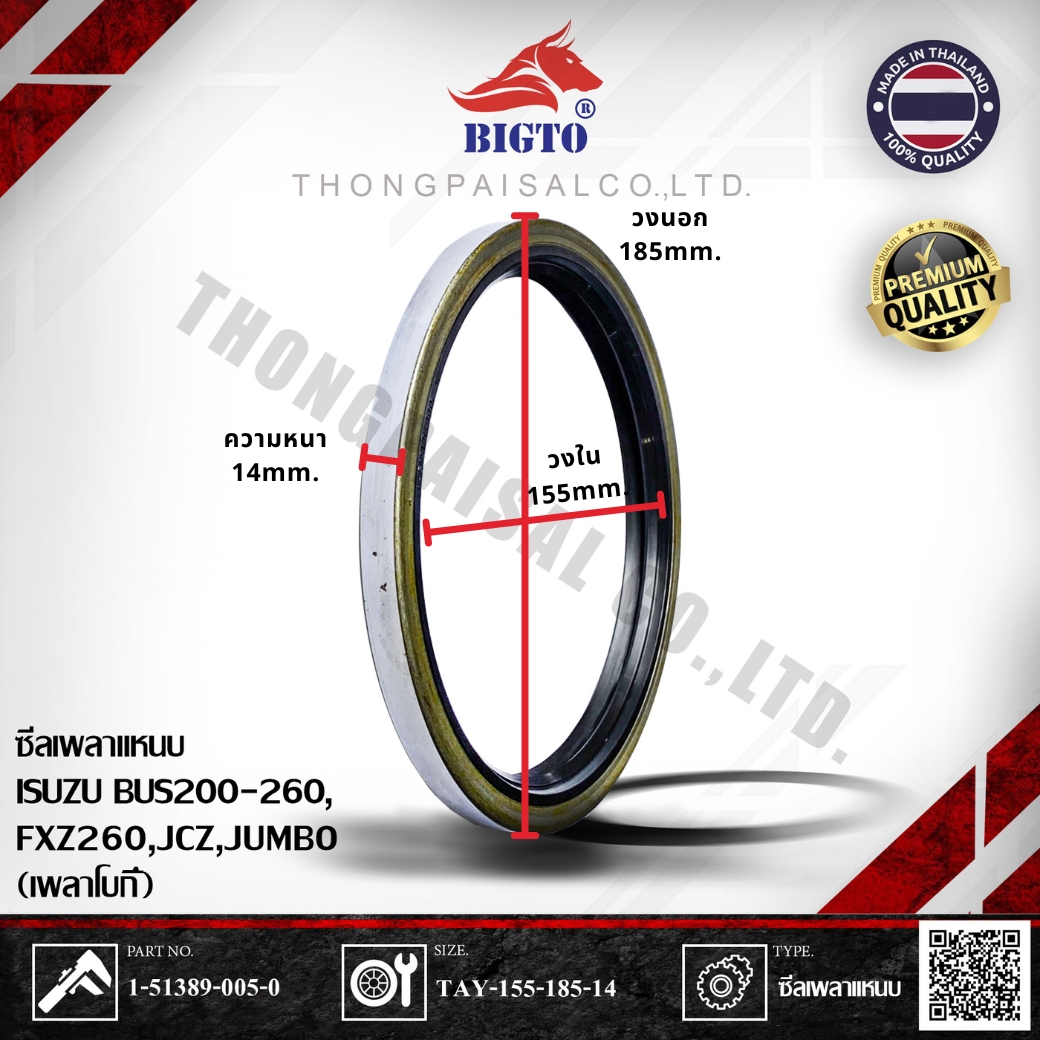 BIGTO
®
THONGPAISALCO.,LTD.
MADE IN THAILAND
100% QUALITY
PREMIUM QUALITY
PREMIUM QUALITY
PREMIUM
QUALITY
วงนอก
185mm.
ความหนา
14mm.
วงใน
155mm.
THONGPAISAL CO.,LTD.
ซีลเพลาแหนบ
ISUZU BUS200-260,
FXZ260,JCZ,JUMBO
(เพลาโบกี้)
PART NO.
1-51389-005-0
SIZE.
TAY-155-185-14
TYPE.
ซีลเพลาแหนบ